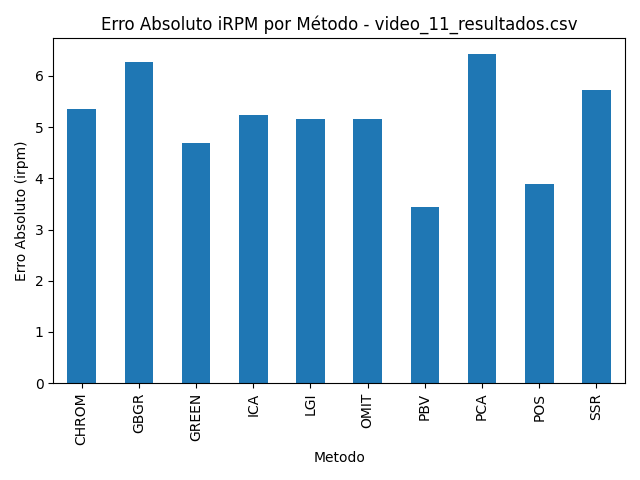 Erro Absoluto iRPM por Método - video_11_resultados.csv
Erro Absoluto (irpm)
6
5
4
3
2
1
0
CHROM
GBGR
GREEN
ICA
LGI
OMIT
PBV
PCA
POS
SSR
Metodo